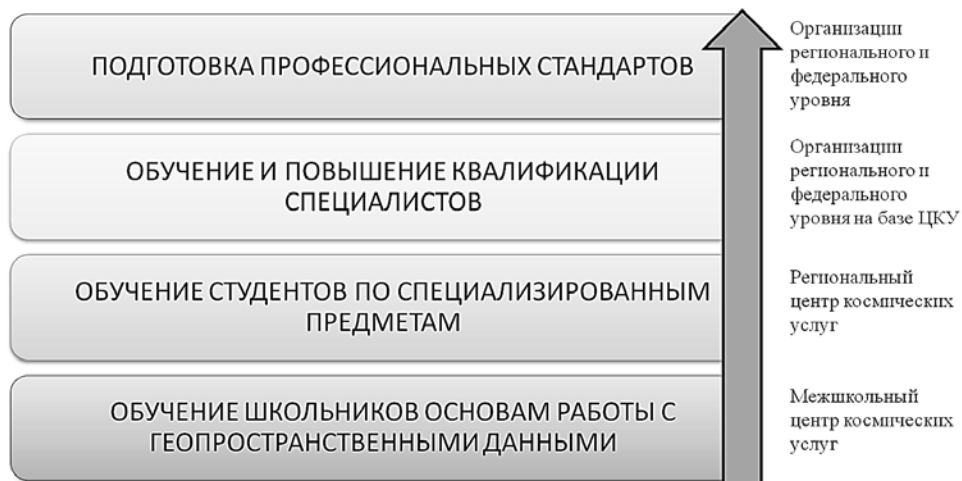 ПОДГОТОВКА ПРОФЕССИОНАЛЬНЫХ СТАНДАРТОВ
Организации
регионального и
федерального
уровня
ОБУЧЕНИЕ И ПОВЫШЕНИЕ КВАЛИФИКАЦИИ
СПЕЦИАЛИСТОВ
Организации
регионального и
федерального
уровня на базе ЦКУ
ОБУЧЕНИЕ СТУДЕНТОВ ПО СПЕЦИАЛИЗИРОВАННЫМ
ПРЕДМЕТАМ
Региональный
центр космических
услуг
ОБУЧЕНИЕ ШКОЛЬНИКОВ ОСНОВАМ РАБОТЫ С
ГЕОПРОСТРАНСТВЕННЫМИ ДАННЫМИ
Межшкольный
центр космических
услуг